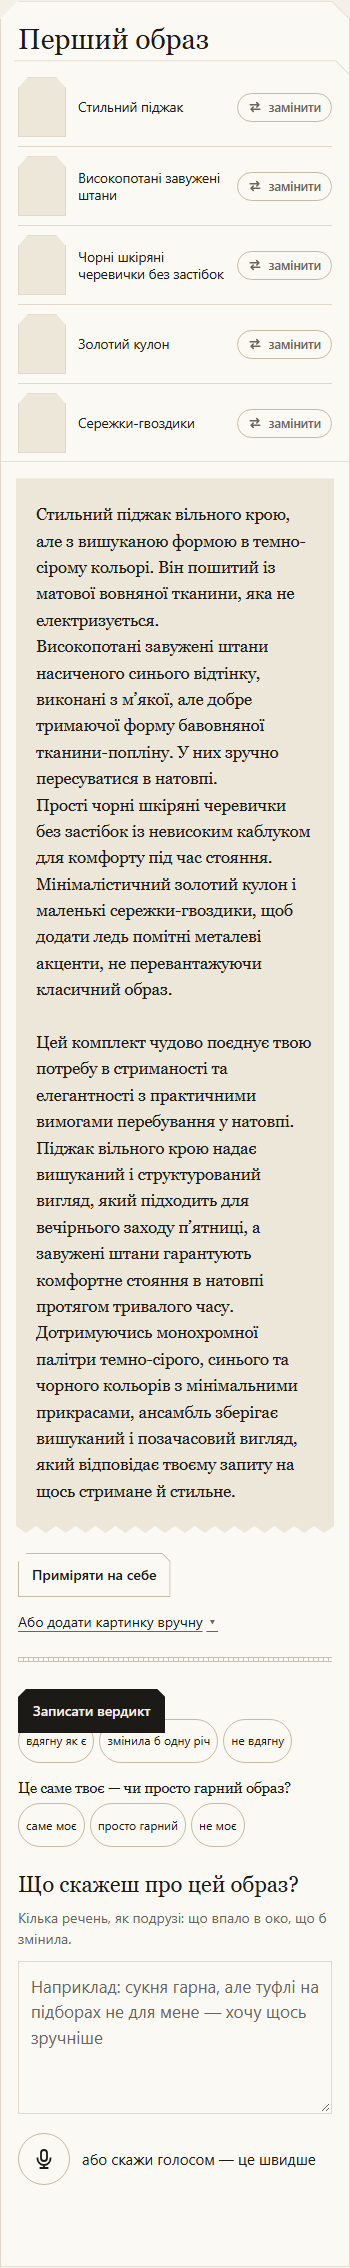 Перший образ
Стильний піджак
замінити
Високопотані завужені
штани
замінити
Чорні шкіряні
черевички без застібок
замінити
Золотий кулон
замінити
Сережки-гвоздики
замінити
Стильний піджак вільного крою,
але з вишуканою формою в темно-
сірому кольорі. Він пошитий із
матової вовняної тканини, яка не
електризується.
Високопотані завужені штани
насиченого синього відтінку,
виконані з м’якої, але добре
тримаючої форму бавовняної
тканини-попліну. У них зручно
пересуватися в натовпі.
Прості чорні шкіряні черевички
без застібок із невисоким каблуком
для комфорту під час стояння.
Мінімалістичний золотий кулон і
маленькі сережки-гвоздики, щоб
додати ледь помітні металеві
акценти, не перевантажуючи
класичний образ.
Цей комплект чудово поєднує твою
потребу в стриманості та
елегантності з практичними
вимогами перебування у натовпі.
Піджак вільного крою надає
вишуканий і структурований
вигляд, який підходить для
вечірнього заходу п’ятниці, а
завужені штани гарантують
комфортне стояння в натовпі
протягом тривалого часу.
Дотримуючись монохромної
палітри темно-сірого, синього та
чорного кольорів з мінімальними
прикрасами, ансамбль зберігає
вишуканий і позачасовий вигляд,
який відповідає твоєму запиту на
щось стримане й стильне.
Приміряти на себе
Або додати картинку вручну
Записати вердикт
вдягну як є
змінила б одну річ
не вдягну
Це саме твоє — чи просто гарний образ?
саме моє
просто гарний
не моє
Що скажеш про цей образ?
Кілька речень, як подрузі: що впало в око, що б
змінила.
Наприклад: сукня гарна, але туфлі на
підборах не для мене — хочу щось
зручніше
або скажи голосом — це швидше